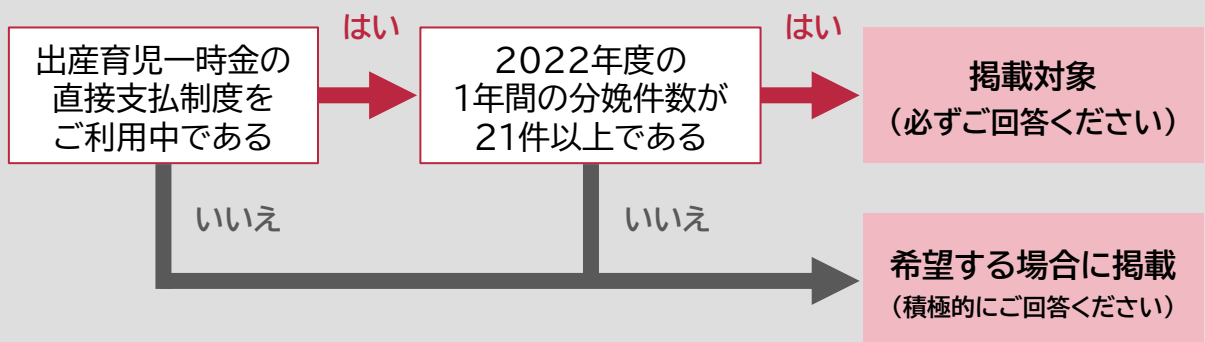 はい
はい
出産育児一時金の
直接支払制度を
ご利用中である
2022年度の
1年間の分娩件数が
21件以上である
掲載対象
（必ずご回答ください）
いいえ
いいえ
希望する場合に掲載
（積極的にご回答ください）